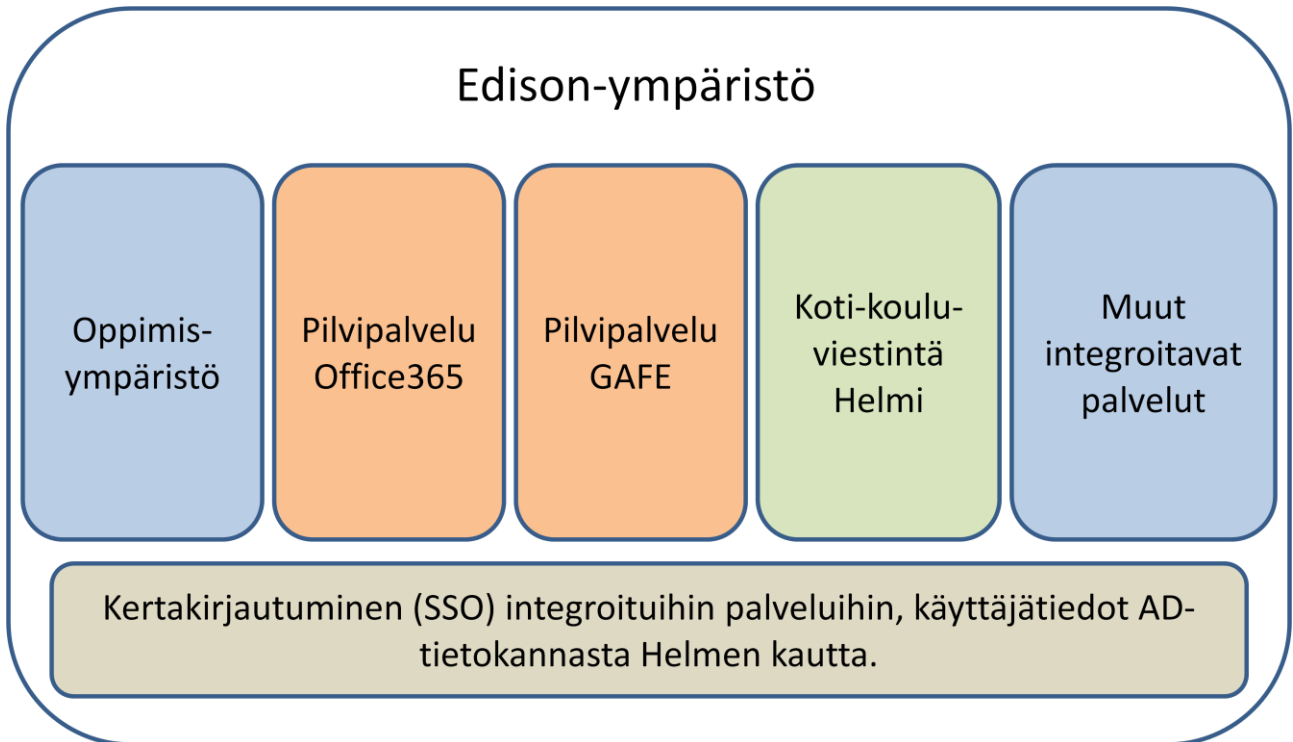 Edison-ympäristö
Oppimis-
ympäristö
Pilvipalvelu
Office365
Pilvipalvelu
GAFE
Koti-koulu-
viestintä
Helmi
Muut
integroitavat
palvelut
Kertakirjautuminen (SSO) integroituihin palveluihin, käyttäjätiedot AD-
tietokannasta Helmen kautta.